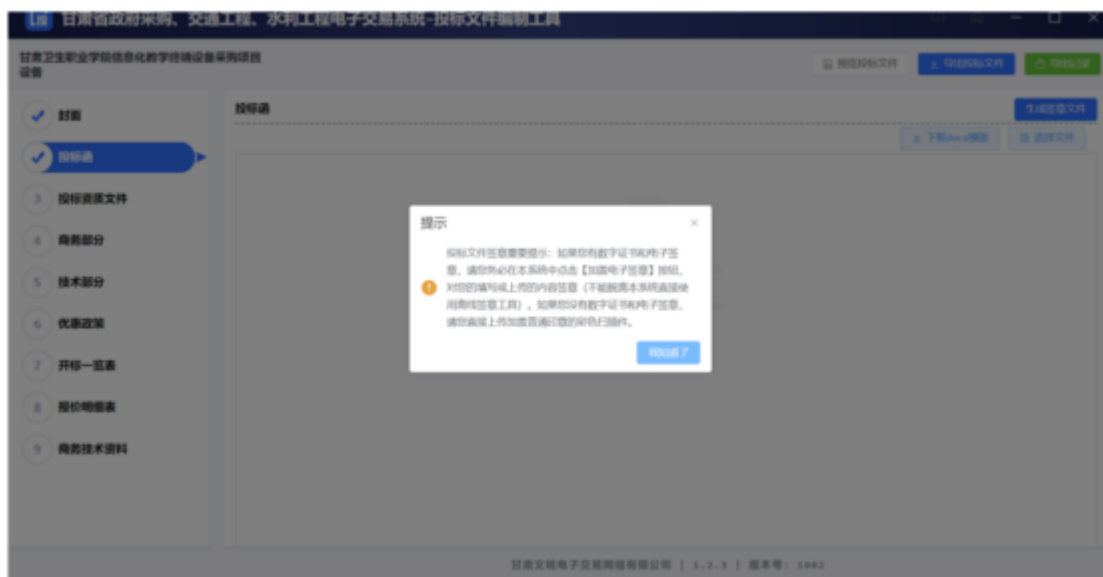 甘肃省政府采购、交通工程、水利工程电子交易系统-投标文件编制工具
甘肃卫生职业学院信息化教学终端设备采购项目
设备
预览投标文件
导出投标文件
导出记录
封面
投标函
3 投标资质文件
4 商务部分
5 技术部分
6 优惠政策
7 开标一览表
8 报价明细表
9 商务技术资料
投标函
生成签章文件
下载docx模版
选择文件
提示
投标文件签章重要提示：如果您有数字证书和电子签
章，请您务必在本系统中点击【加盖电子签章】按钮，
对您的填写或上传的内容签章（不能脱离本系统直接使
用离线签章工具）。如果您没有数字证书和电子签章，
请您直接上传加盖普通印章的彩色扫描件。
我知道了
甘肃文锐电子交易网络有限公司 | 1.2.3 | 版本号: 1002